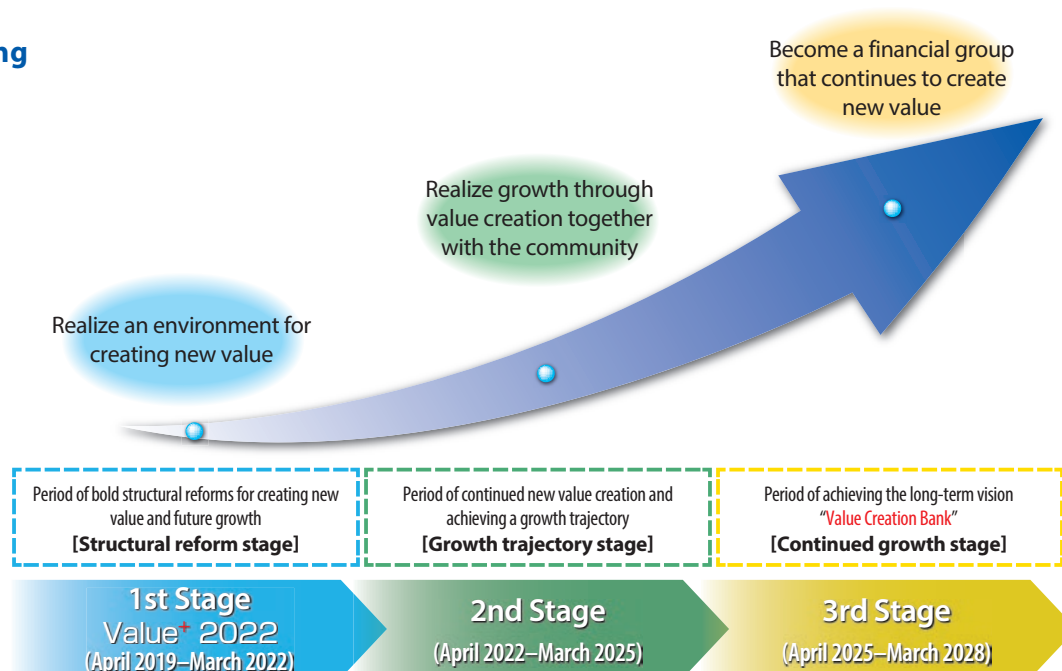 ng
Become a financial group
that continues to create
new value
Realize growth through
value creation together
with the community
Realize an environment for
creating new value
Period of bold structural reforms for creating new
value and future growth
[Structural reform stage]
Period of continued new value creation and
achieving a growth trajectory
[Growth trajectory stage]
Period of achieving the long-term vision
“Value Creation Bank”
[Continued growth stage]
1st Stage
Value+ 2022
(April 2019–March 2022)
2nd Stage
(April 2022–March 2025)
3rd Stage
(April 2025–March 2028)